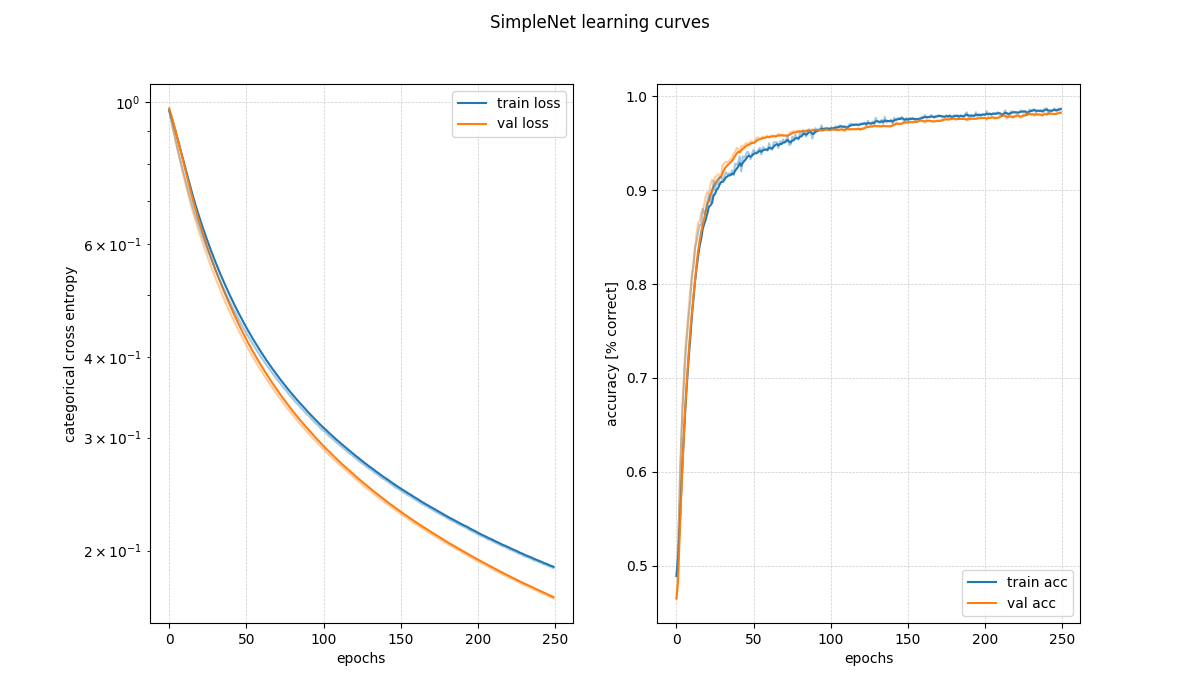 SimpleNet learning curves
10⁰
6 × 10⁻¹
4 × 10⁻¹
3 × 10⁻¹
2 × 10⁻¹
categorical cross entropy
train loss
val loss
0 50 100 150 200 250
epochs
1.0
0.9
0.8
0.7
0.6
0.5
accuracy [% correct]
train acc
val acc
0 50 100 150 200 250
epochs